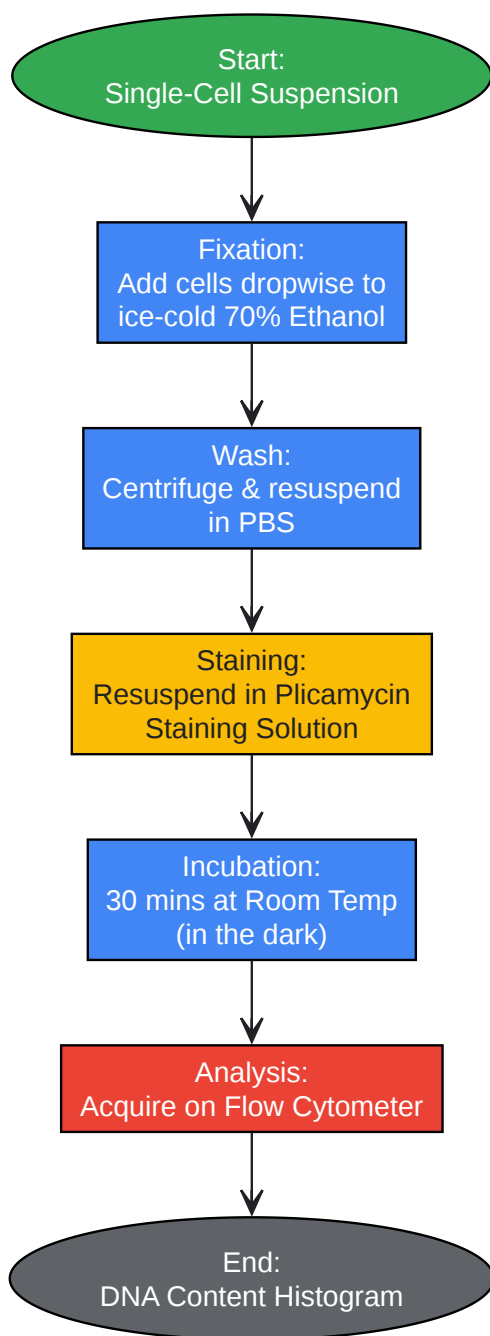 Start:
Single-Cell Suspension
Fixation:
Add cells dropwise to
ice-cold 70% Ethanol
Wash:
Centrifuge & resuspend
in PBS
Staining:
Resuspend in Plicamycin
Staining Solution
Incubation:
30 mins at Room Temp
(in the dark)
Analysis:
Acquire on Flow Cytometer
End:
DNA Content Histogram